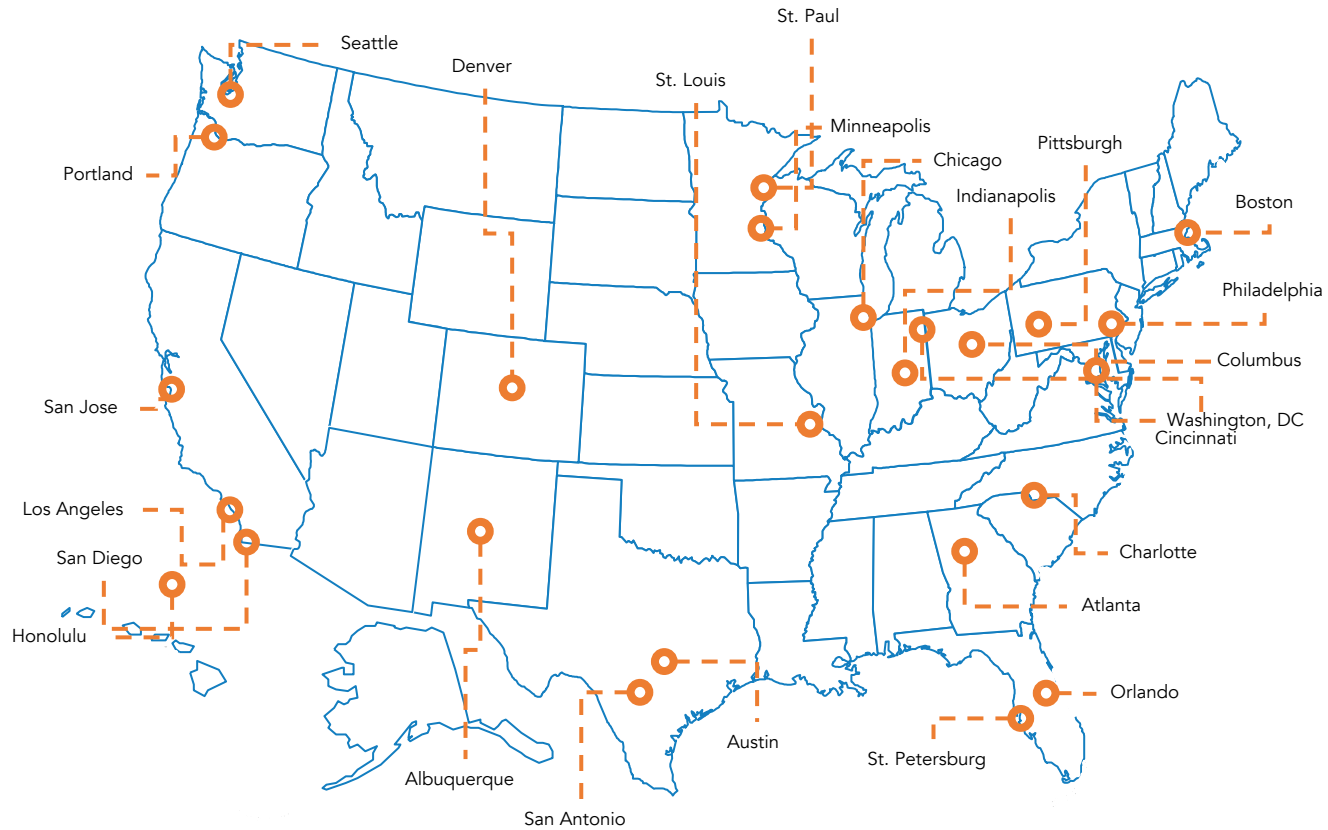 St. Paul
Seattle
Denver
St. Louis
Minneapolis
Pittsburgh
Chicago
Portland
Indianapolis
Boston
Philadelphia
Columbus
San Jose
Washington, DC
Cincinnati
Los Angeles
San Diego
Charlotte
Atlanta
Honolulu
Orlando
Austin
St. Petersburg
Albuquerque
San Antonio